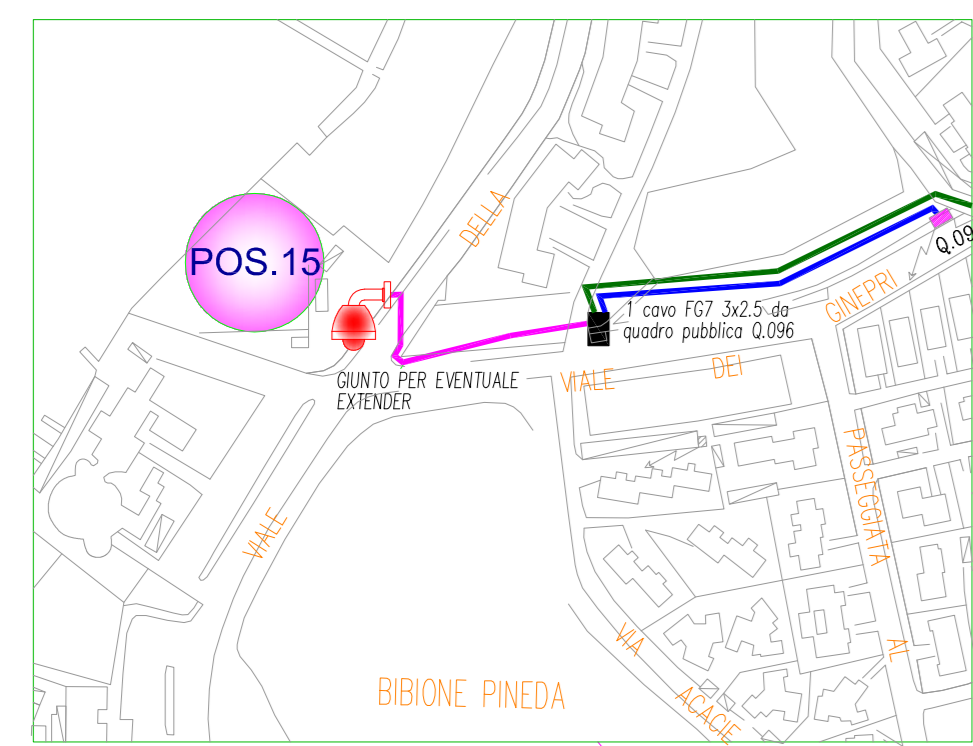 DELLA
POS.15
Q.09
GINEPRI
1 cavo FG7 3x2.5 da
quadro pubblica Q.096
GIUNTO PER EVENTUALE
EXTENDER
VIALE
DEI
PASSEGGIATA
AL
VIALE
VIA
ACACIE
BIBIONE PINEDA